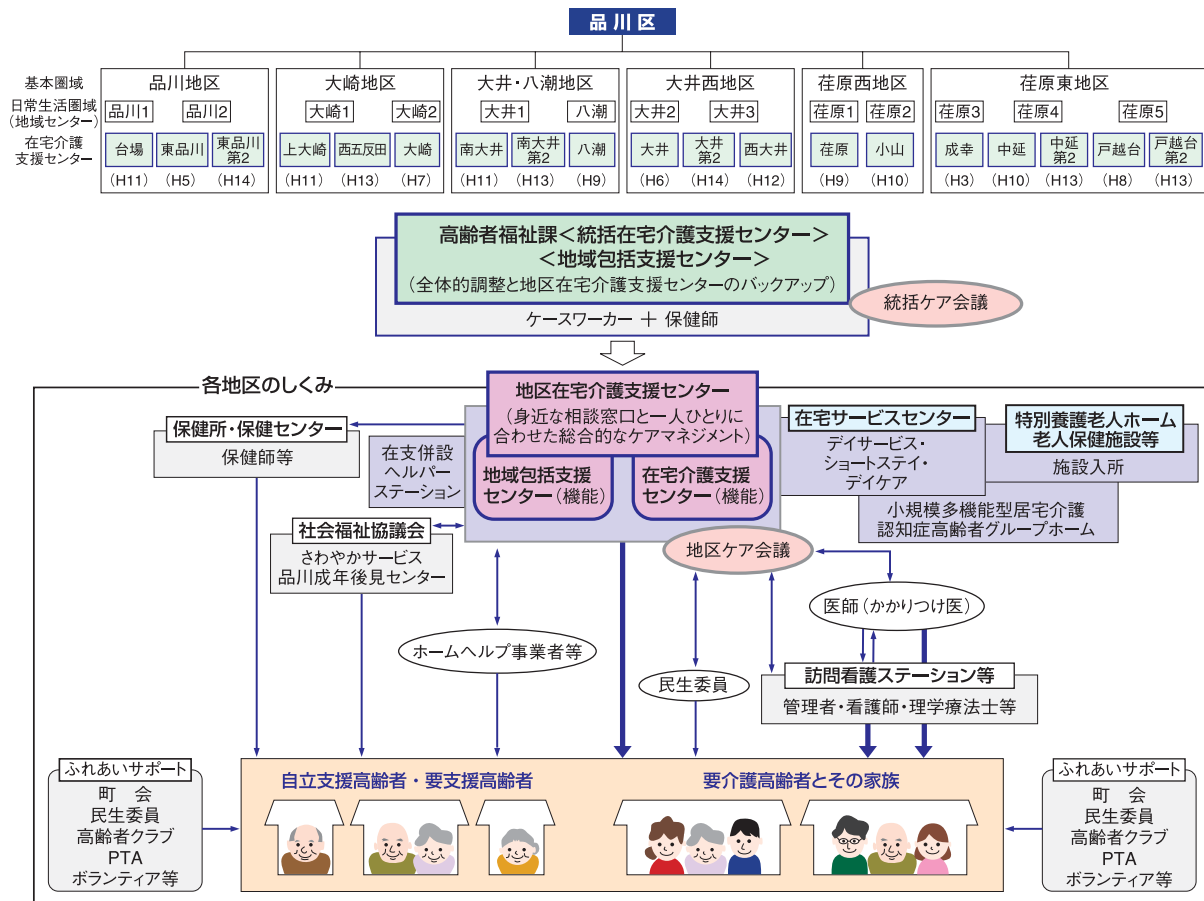 品川区
基本圏域
品川地区
大崎地区
大井・八潮地区
大井西地区
荏原西地区
荏原東地区
日常生活圏域
(地域センター)
品川1 品川2
大崎1 大崎2
大井1 八潮
大井2 大井3
荏原1 荏原2
荏原3 荏原4 荏原5
在宅介護
支援センター
台場 東品川 東品川第2
上大崎 西五反田 大崎
南大井 南大井第2 八潮
大井 大井第2 西大井
荏原 小山
成幸 中延 中延第2 戸越台 戸越台第2
(H11) (H5) (H14)
(H11) (H13) (H7)
(H11) (H13) (H9)
(H6) (H14) (H12)
(H9) (H10)
(H3) (H10) (H13) (H8) (H13)
高齢者福祉課<統括在宅介護支援センター>
<地域包括支援センター>
(全体的調整と地区在宅介護支援センターのバックアップ)
ケースワーカー + 保健師
統括ケア会議
各地区のしくみ
地区在宅介護支援センター
(身近な相談窓口と一人ひとりに
合わせた総合的なケアマネジメント)
地域包括支援
センター(機能)
在宅介護支援
センター(機能)
保健所・保健センター
保健師等
在支併設
ヘルパー
ステーション
在宅サービスセンター
デイサービス・
ショートステイ・
デイケア
特別養護老人ホーム
老人保健施設等
施設入所
小規模多機能型居宅介護
認知症高齢者グループホーム
社会福祉協議会
さわやかサービス
品川成年後見センター
地区ケア会議
医師(かかりつけ医)
ホームヘルプ事業者等
民生委員
訪問看護ステーション等
管理者・看護師・理学療法士等
ふれあいサポート
町 会
民生委員
高齢者クラブ
PTA
ボランティア等
自立支援高齢者・要支援高齢者
要介護高齢者とその家族
ふれあいサポート
町 会
民生委員
高齢者クラブ
PTA
ボランティア等